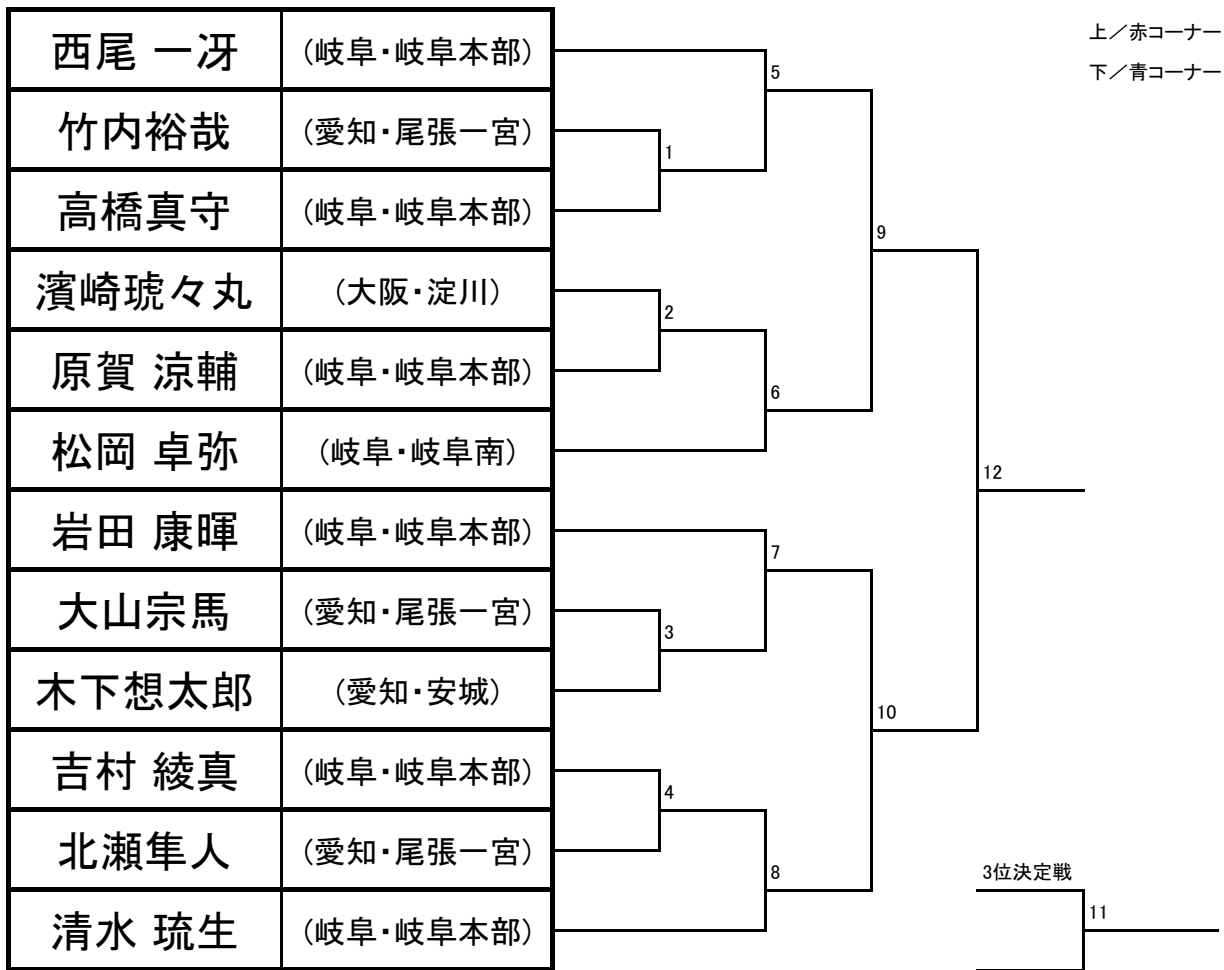 上／赤コーナー
下／青コーナー
西尾 一冴 (岐阜・岐阜本部)
5
竹内裕哉 (愛知・尾張一宮)
1
高橋真守 (岐阜・岐阜本部)
9
濱崎琥々丸 (大阪・淀川)
2
原賀 涼輔 (岐阜・岐阜本部)
6
松岡 卓弥 (岐阜・岐阜南)
12
岩田 康暉 (岐阜・岐阜本部)
7
大山宗馬 (愛知・尾張一宮)
3
木下想太郎 (愛知・安城)
10
吉村 綾真 (岐阜・岐阜本部)
4
北瀬隼人 (愛知・尾張一宮)
8
3位決定戦
11
清水 琉生 (岐阜・岐阜本部)